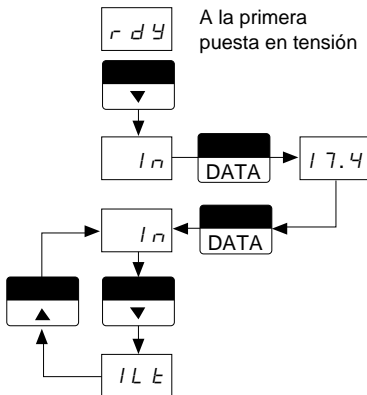 rdY
A la primera
puesta en tensión
▼
In
DATA
17.4
In
DATA
▲
▼
ILt